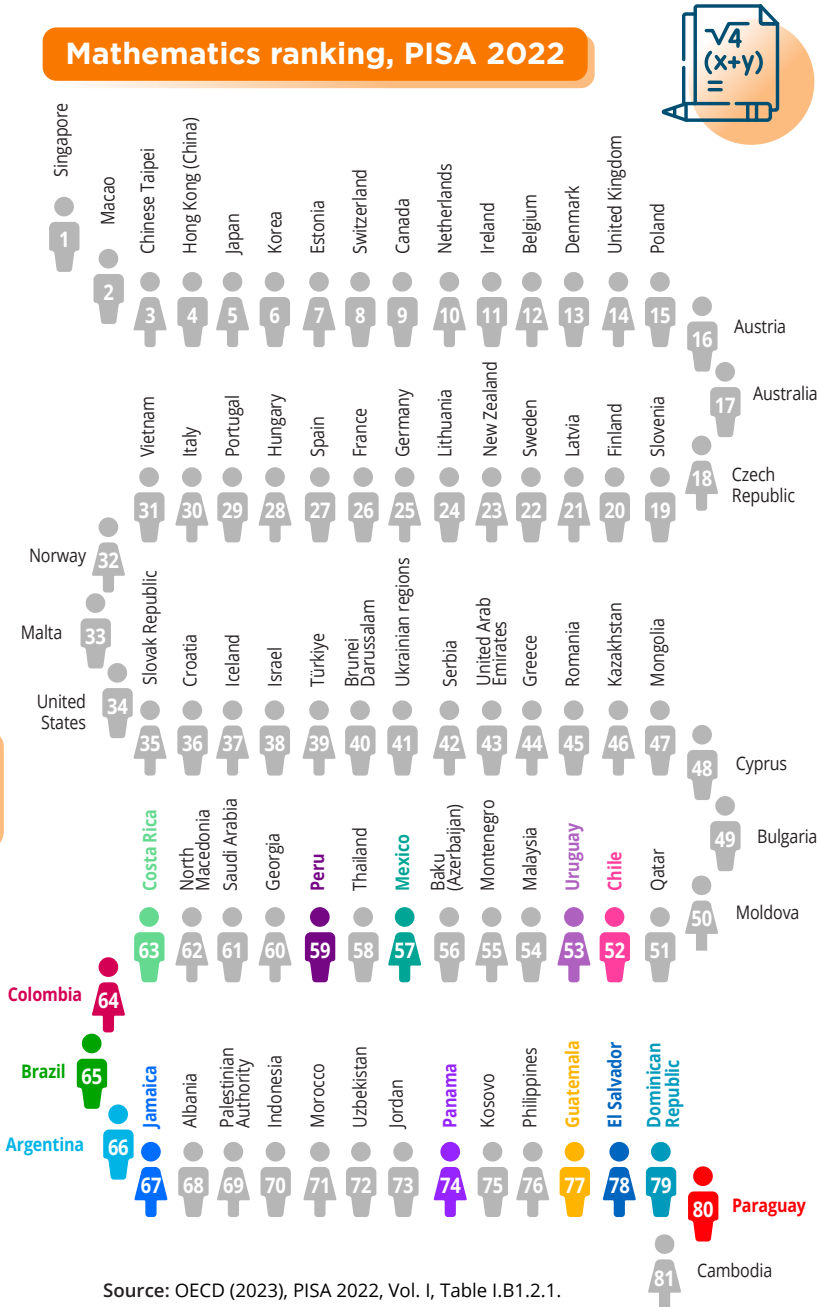 Mathematics ranking, PISA 2022
√4
(x+y)
=
Singapore
1
Macao
2
Chinese Taipei
3
Hong Kong (China)
4
Japan
5
Korea
6
Estonia
7
Switzerland
8
Canada
9
Netherlands
10
Ireland
11
Belgium
12
Denmark
13
United Kingdom
14
Poland
15
Austria
16
Australia
17
Czech
Republic
18
Slovenia
19
Finland
20
Latvia
21
Sweden
22
New Zealand
23
Lithuania
24
Germany
25
France
26
Spain
27
Hungary
28
Portugal
29
Italy
30
Vietnam
31
Norway
32
Malta
33
United
States
34
Slovak Republic
35
Croatia
36
Iceland
37
Israel
38
Türkiye
39
Brunei
Darussalam
40
Ukrainian regions
41
Serbia
42
United Arab
Emirates
43
Greece
44
Romania
45
Kazakhstan
46
Mongolia
47
Cyprus
48
Bulgaria
49
Moldova
50
Qatar
51
Chile
52
Uruguay
53
Malaysia
54
Montenegro
55
Baku
(Azerbaijan)
56
Mexico
57
Thailand
58
Peru
59
Georgia
60
Saudi Arabia
61
North
Macedonia
62
Costa Rica
63
Colombia
64
Brazil
65
Argentina
66
Jamaica
67
Albania
68
Palestinian
Authority
69
Indonesia
70
Morocco
71
Uzbekistan
72
Jordan
73
Panama
74
Kosovo
75
Philippines
76
Guatemala
77
El Salvador
78
Dominican
Republic
79
Paraguay
80
Cambodia
81
Source: OECD (2023), PISA 2022, Vol. I, Table I.B1.2.1.